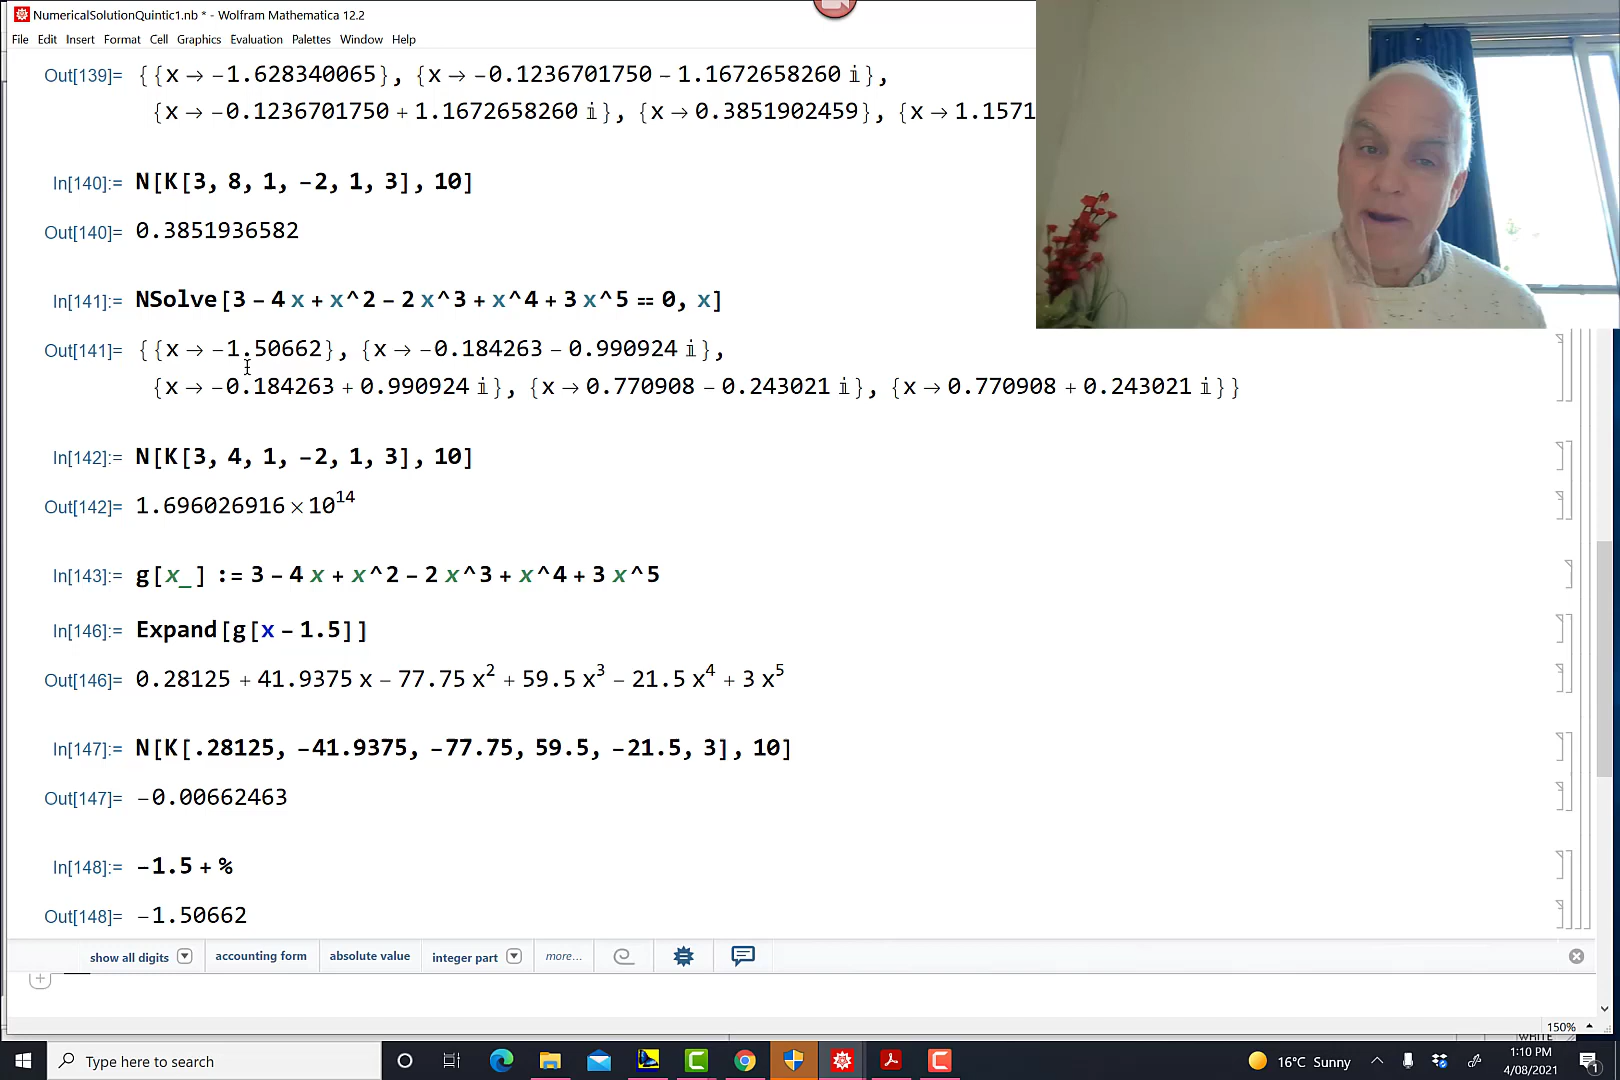 NumericalSolutionQuintic1.nb * - Wolfram Mathematica 12.2
File Edit Insert Format Cell Graphics Evaluation Palettes Window Help
Out[139]= {{x → -1.628340065}, {x → -0.1236701750 - 1.1672658260 i},
{x → -0.1236701750 + 1.1672658260 i}, {x → 0.3851902459}, {x → 1.1571
In[140]:= N[K[3, 8, 1, -2, 1, 3], 10]
Out[140]= 0.3851936582
In[141]:= NSolve[3 - 4 x + x^2 - 2 x^3 + x^4 + 3 x^5 == 0, x]
Out[141]= {{x → -1.50662}, {x → -0.184263 - 0.990924 i},
{x → -0.184263 + 0.990924 i}, {x → 0.770908 - 0.243021 i}, {x → 0.770908 + 0.243021 i}}
In[142]:= N[K[3, 4, 1, -2, 1, 3], 10]
Out[142]= 1.696026916 × 10^14
In[143]:= g[x_] := 3 - 4 x + x^2 - 2 x^3 + x^4 + 3 x^5
In[146]:= Expand[g[x - 1.5]]
Out[146]= 0.28125 + 41.9375 x - 77.75 x² + 59.5 x³ - 21.5 x⁴ + 3 x⁵
In[147]:= N[K[.28125, -41.9375, -77.75, 59.5, -21.5, 3], 10]
Out[147]= -0.00662463
In[148]:= -1.5 + %
Out[148]= -1.50662
show all digits accounting form absolute value integer part more...
150%
WHITE
Type here to search
16°C Sunny
1:10 PM
4/08/2021
1